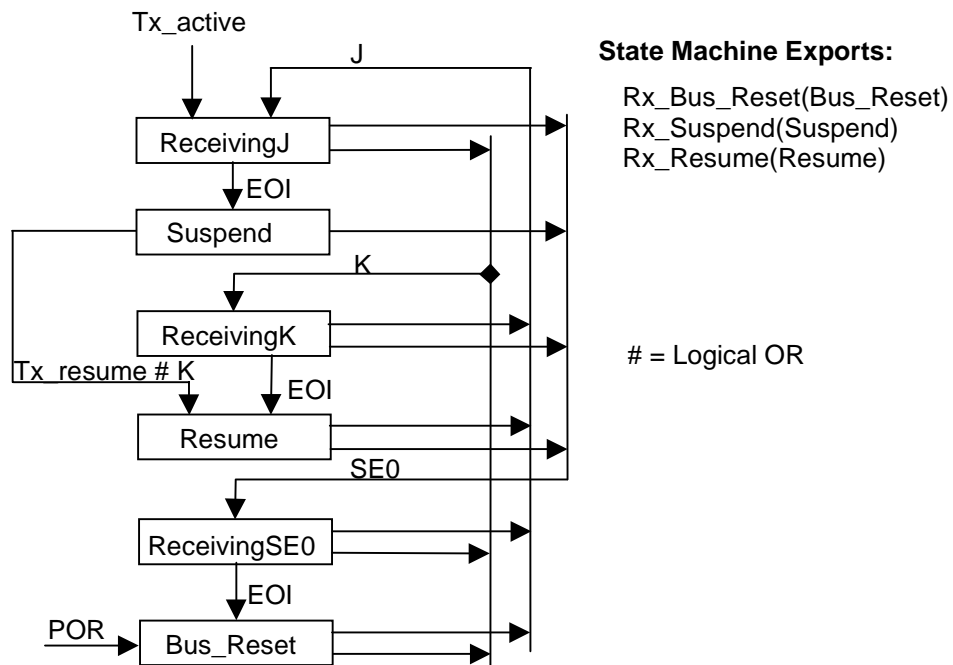 Tx_active
J
State Machine Exports:
Rx_Bus_Reset(Bus_Reset)
Rx_Suspend(Suspend)
Rx_Resume(Resume)
ReceivingJ
EOI
Suspend
K
ReceivingK
# = Logical OR
Tx_resume # K
EOI
Resume
SE0
ReceivingSE0
EOI
POR
Bus_Reset